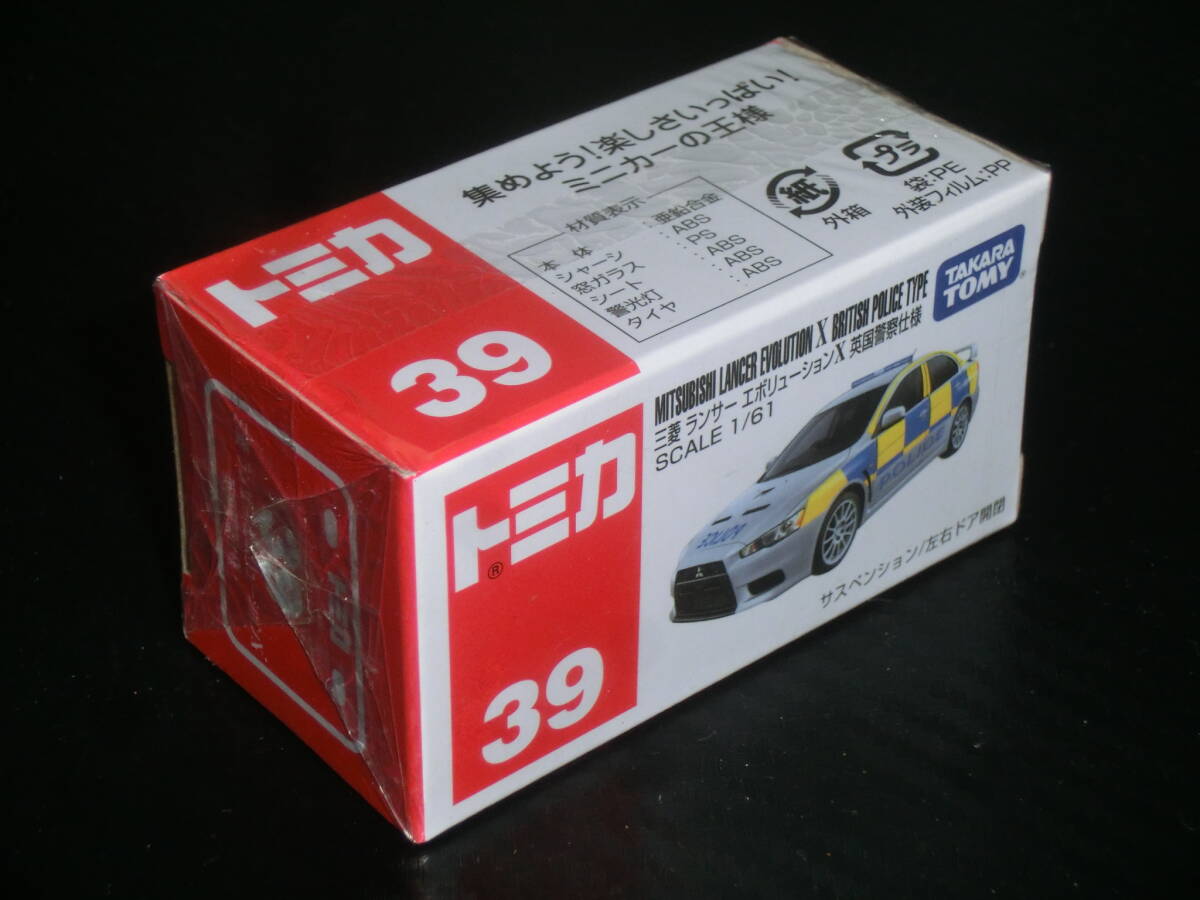 集めよう!楽しさいっぱい!
ミニカーの王様
材質表示
本体:亜鉛合金
シャーシ:ABS
窓ガラス:PS
シート:ABS
警光灯:ABS
タイヤ:ABS
紙
外箱
プラ
袋:PE
外装フィルム:PP
トミカ
39
TAKARA
TOMY
MITSUBISHI LANCER EVOLUTION X BRITISH POLICE TYPE
三菱 ランサー エボリューションX 英国警察仕様
SCALE 1/61
POLICE
POLICE
サスペンション/左右ドア開閉
トミカ
®
39